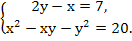 2y – x = 7,
x² – xy – y² = 20.